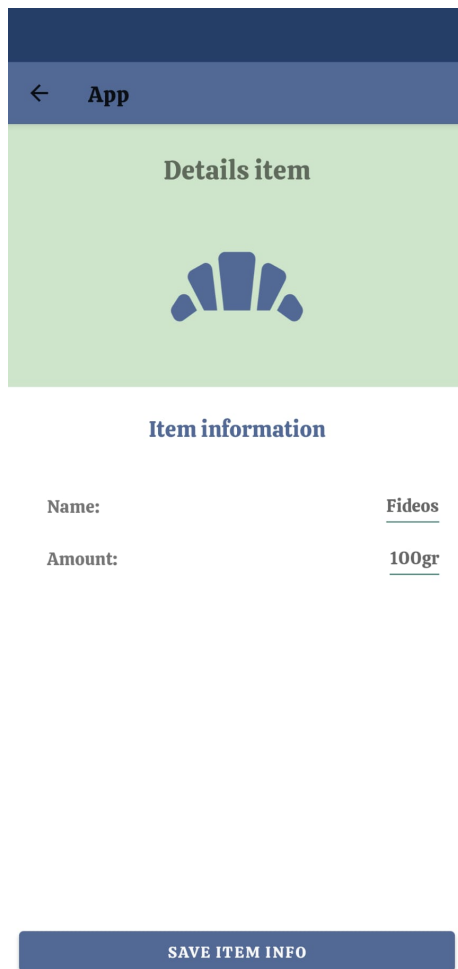 App
Details item
Item information
Name: Fideos
Amount: 100gr
SAVE ITEM INFO